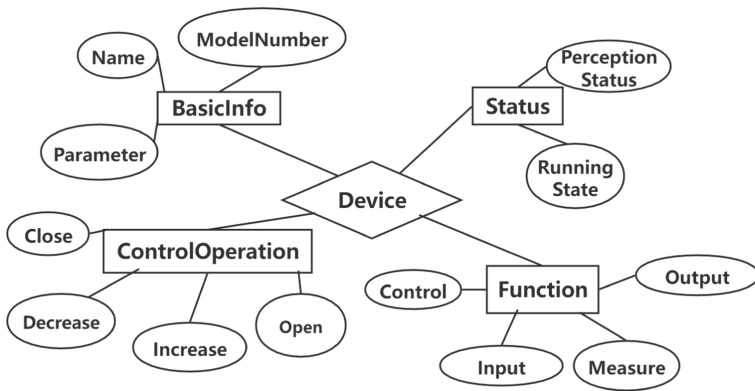 ModelNumber
Name
BasicInfo
Parameter
Perception
Status
Status
Running
State
Device
Close
ControlOperation
Decrease
Increase
Open
Control
Function
Output
Input
Measure